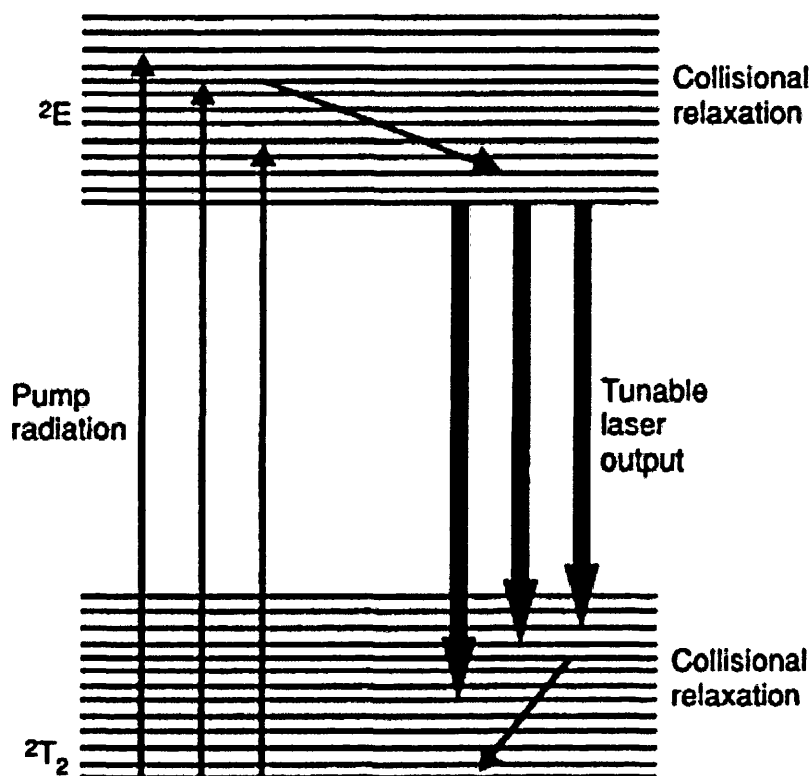 ²E
Collisional
relaxation
Pump
radiation
Tunable
laser
output
Collisional
relaxation
²T₂